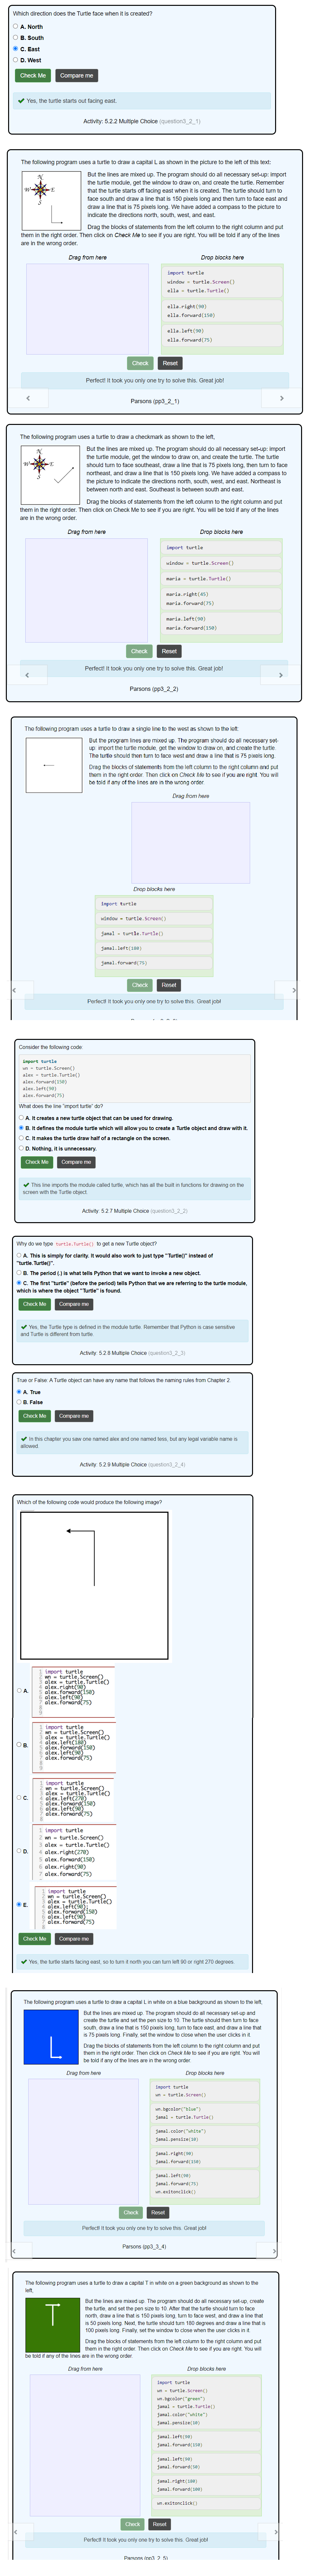 Which direction does the Turtle face when it is created?
A. North
B. South
C. East
D. West
Check Me Compare me
Yes, the turtle starts out facing east.
Activity: 5.2.2 Multiple Choice (question3_2_1)
The following program uses a turtle to draw a capital L as shown in the picture to the left of this text:
But the lines are mixed up. The program should do all necessary set-up: import
the turtle module, get the window to draw on, and create the turtle. Remember
that the turtle starts off facing east when it is created. The turtle should turn to
face south and draw a line that is 150 pixels long and then turn to face east and
draw a line that is 75 pixels long. We have added a compass to the picture to
indicate the directions north, south, west, and east.
Drag the blocks of statements from the left column to the right column and put
them in the right order. Then click on Check Me to see if you are right. You will be told if any of the lines
are in the wrong order.
Drag from here Drop blocks here
import turtle
window = turtle.Screen()
ella = turtle.Turtle()
ella.right(90)
ella.forward(150)
ella.left(90)
ella.forward(75)
Check Reset
Perfect! It took you only one try to solve this. Great job!
Parsons (pp3_2_1)
The following program uses a turtle to draw a checkmark as shown to the left,
But the lines are mixed up. The program should do all necessary set-up: import
the turtle module, get the window to draw on, and create the turtle. The turtle
should turn to face southeast, draw a line that is 75 pixels long, then turn to face
northeast, and draw a line that is 150 pixels long. We have added a compass to
the picture to indicate the directions north, south, west, and east. Northeast is
between north and east. Southeast is between south and east.
Drag the blocks of statements from the left column to the right column and put
them in the right order. Then click on Check Me to see if you are right. You will be told if any of the lines
are in the wrong order.
Drag from here Drop blocks here
import turtle
window = turtle.Screen()
maria = turtle.Turtle()
maria.right(45)
maria.forward(75)
maria.left(90)
maria.forward(150)
Check Reset
Perfect! It took you only one try to solve this. Great job!
Parsons (pp3_2_2)
The following program uses a turtle to draw a single line to the west as shown to the left,
But the program lines are mixed up. The program should do all necessary set-
up: import the turtle module, get the window to draw on, and create the turtle.
The turtle should then turn to face west and draw a line that is 75 pixels long.
Drag the blocks of statements from the left column to the right column and put
them in the right order. Then click on Check Me to see if you are right. You will
be told if any of the lines are in the wrong order.
Drag from here
Drop blocks here
import turtle
window = turtle.Screen()
jamal = turtle.Turtle()
jamal.left(180)
jamal.forward(75)
Check Reset
Perfect! It took you only one try to solve this. Great job!
Consider the following code:
import turtle
wn = turtle.Screen()
alex = turtle.Turtle()
alex.forward(150)
alex.left(90)
alex.forward(75)
What does the line "import turtle" do?
A. It creates a new turtle object that can be used for drawing.
B. It defines the module turtle which will allow you to create a Turtle object and draw with it.
C. It makes the turtle draw half of a rectangle on the screen.
D. Nothing, it is unnecessary.
Check Me Compare me
This line imports the module called turtle, which has all the built in functions for drawing on the
screen with the Turtle object.
Activity: 5.2.7 Multiple Choice (question3_2_2)
Why do we type turtle.Turtle() to get a new Turtle object?
A. This is simply for clarity. It would also work to just type "Turtle()" instead of
"turtle.Turtle()".
B. The period (.) is what tells Python that we want to invoke a new object.
C. The first "turtle" (before the period) tells Python that we are referring to the turtle module,
which is where the object "Turtle" is found.
Check Me Compare me
Yes, the Turtle type is defined in the module turtle. Remember that Python is case sensitive
and Turtle is different from turtle.
Activity: 5.2.8 Multiple Choice (question3_2_3)
True or False: A Turtle object can have any name that follows the naming rules from Chapter 2.
A. True
B. False
Check Me Compare me
In this chapter you saw one named alex and one named tess, but any legal variable name is
allowed.
Activity: 5.2.9 Multiple Choice (question3_2_4)
Which of the following code would produce the following image?
A.
1 import turtle
2 wn = turtle.Screen()
3 alex = turtle.Turtle()
4 alex.right(90)
5 alex.forward(150)
6 alex.left(90)
7 alex.forward(75)
B.
1 import turtle
2 wn = turtle.Screen()
3 alex = turtle.Turtle()
4 alex.left(180)
5 alex.forward(150)
6 alex.left(90)
7 alex.forward(75)
C.
1 import turtle
2 wn = turtle.Screen()
3 alex = turtle.Turtle()
4 alex.left(270)
5 alex.forward(150)
6 alex.left(90)
7 alex.forward(75)
D.
1 import turtle
2 wn = turtle.Screen()
3 alex = turtle.Turtle()
4 alex.right(270)
5 alex.forward(150)
6 alex.right(90)
7 alex.forward(75)
E.
1 import turtle
2 wn = turtle.Screen()
3 alex = turtle.Turtle()
4 alex.left(90)
5 alex.forward(150)
6 alex.left(90)
7 alex.forward(75)
Check Me Compare me
Yes, the turtle starts facing east, so to turn it north you can turn left 90 or right 270 degrees.
The following program uses a turtle to draw a capital L in white on a blue background as shown to the left,
But the lines are mixed up. The program should do all necessary set-up and
create the turtle and set the pen size to 10. The turtle should then turn to face
south, draw a line that is 150 pixels long, turn to face east, and draw a line that
is 75 pixels long. Finally, set the window to close when the user clicks in it.
Drag the blocks of statements from the left column to the right column and put
them in the right order. Then click on Check Me to see if you are right. You will
be told if any of the lines are in the wrong order.
Drag from here Drop blocks here
import turtle
wn = turtle.Screen()
wn.bgcolor("blue")
jamal = turtle.Turtle()
jamal.color("white")
jamal.pensize(10)
jamal.right(90)
jamal.forward(150)
jamal.left(90)
jamal.forward(75)
wn.exitonclick()
Check Reset
Perfect! It took you only one try to solve this. Great job!
Parsons (pp3_3_4)
The following program uses a turtle to draw a capital T in white on a green background as shown to the
left,
But the lines are mixed up. The program should do all necessary set-up, create
the turtle, and set the pen size to 10. After that the turtle should turn to face
north, draw a line that is 150 pixels long, turn to face west, and draw a line that
is 50 pixels long. Next, the turtle should turn 180 degrees and draw a line that is
100 pixels long. Finally, set the window to close when the user clicks in it.
Drag the blocks of statements from the left column to the right column and put
them in the right order. Then click on Check Me to see if you are right. You will
be told if any of the lines are in the wrong order.
Drag from here Drop blocks here
import turtle
wn = turtle.Screen()
wn.bgcolor("green")
jamal = turtle.Turtle()
jamal.color("white")
jamal.pensize(10)
jamal.left(90)
jamal.forward(150)
jamal.left(90)
jamal.forward(50)
jamal.right(180)
jamal.forward(100)
wn.exitonclick()
Check Reset
Perfect! It took you only one try to solve this. Great job!
Parsons (pp3_2_5)